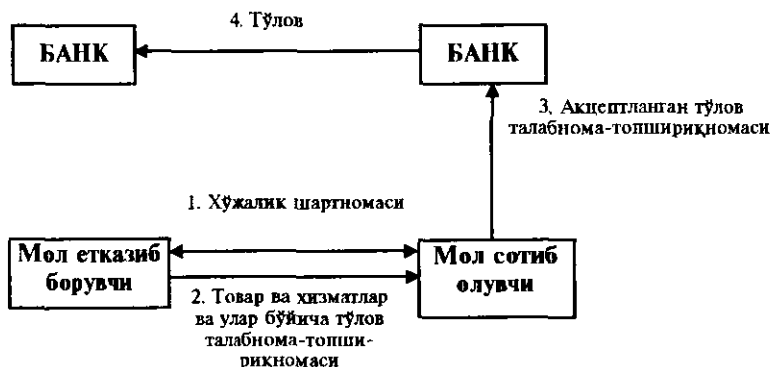 4. Тўлов
БАНК
БАНК
3. Акцептланган тўлов
талабнома-топшириқномаси
1. Хўжалик шартномаси
Мол етказиб
борувчи
Мол сотиб
олувчи
2. Товар ва хизматлар
ва улар бўйича тўлов
талабнома-топши-
риқномаси